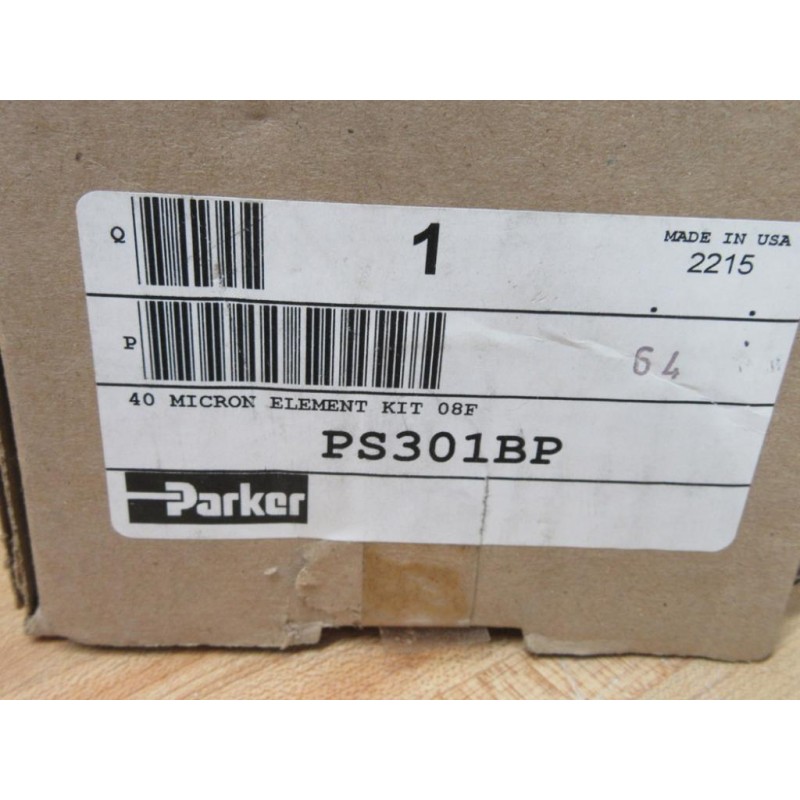 Q 1 MADE IN USA
2215
P 64
40 MICRON ELEMENT KIT 08F
PS301BP
Parker